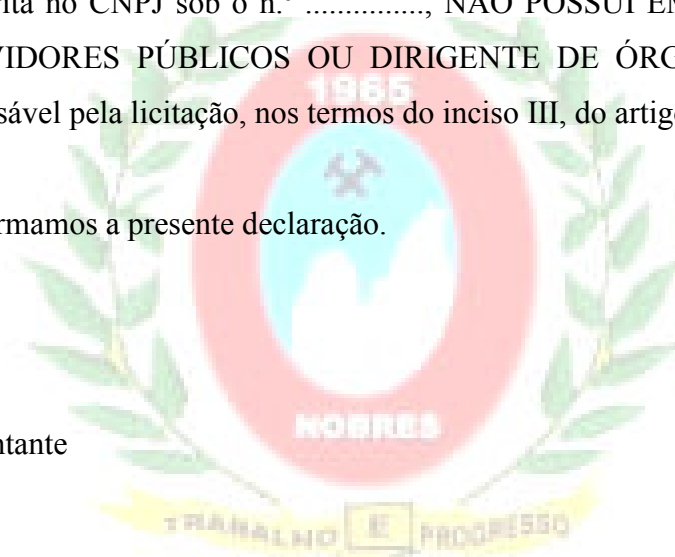 rita no CNPJ sob o n.º ..............., NÃO POSSUI EM
VIDORES PÚBLICOS OU DIRIGENTE DE ÓRG
1965
sável pela licitação, nos termos do inciso III, do artigo
rmamos a presente declaração.
NOBRES
ntante
TRABALHO E PROGRESSO